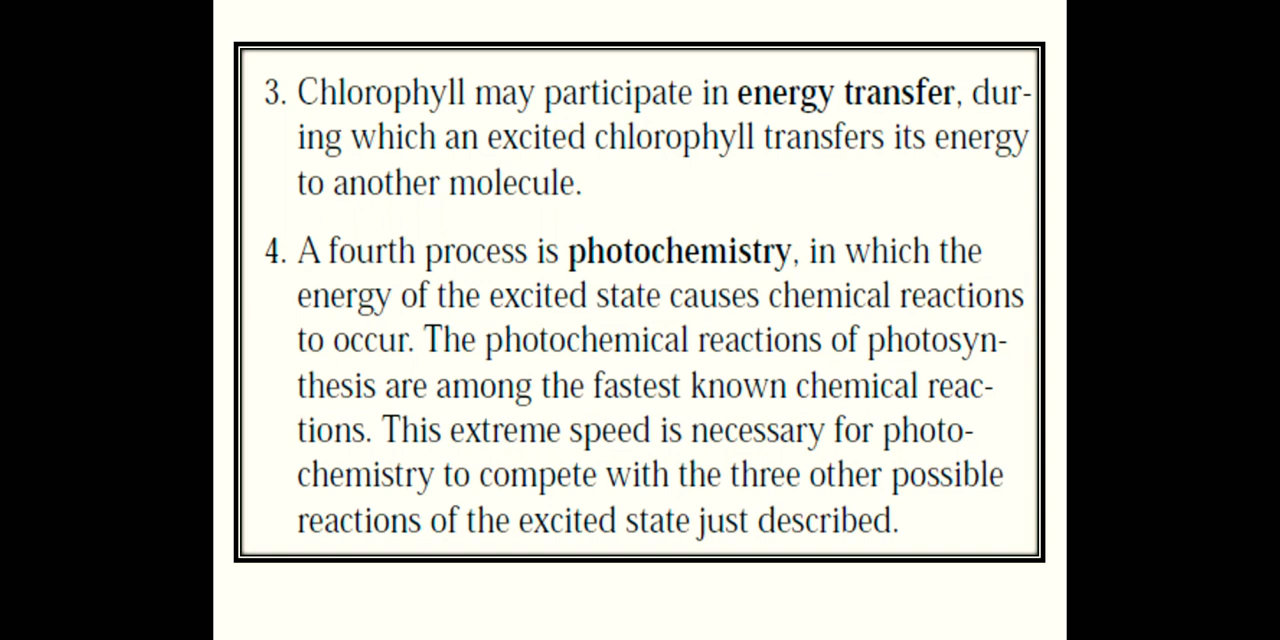 3. Chlorophyll may participate in energy transfer, dur-
ing which an excited chlorophyll transfers its energy
to another molecule.
4. A fourth process is photochemistry, in which the
energy of the excited state causes chemical reactions
to occur. The photochemical reactions of photosyn-
thesis are among the fastest known chemical reac-
tions. This extreme speed is necessary for photo-
chemistry to compete with the three other possible
reactions of the excited state just described.